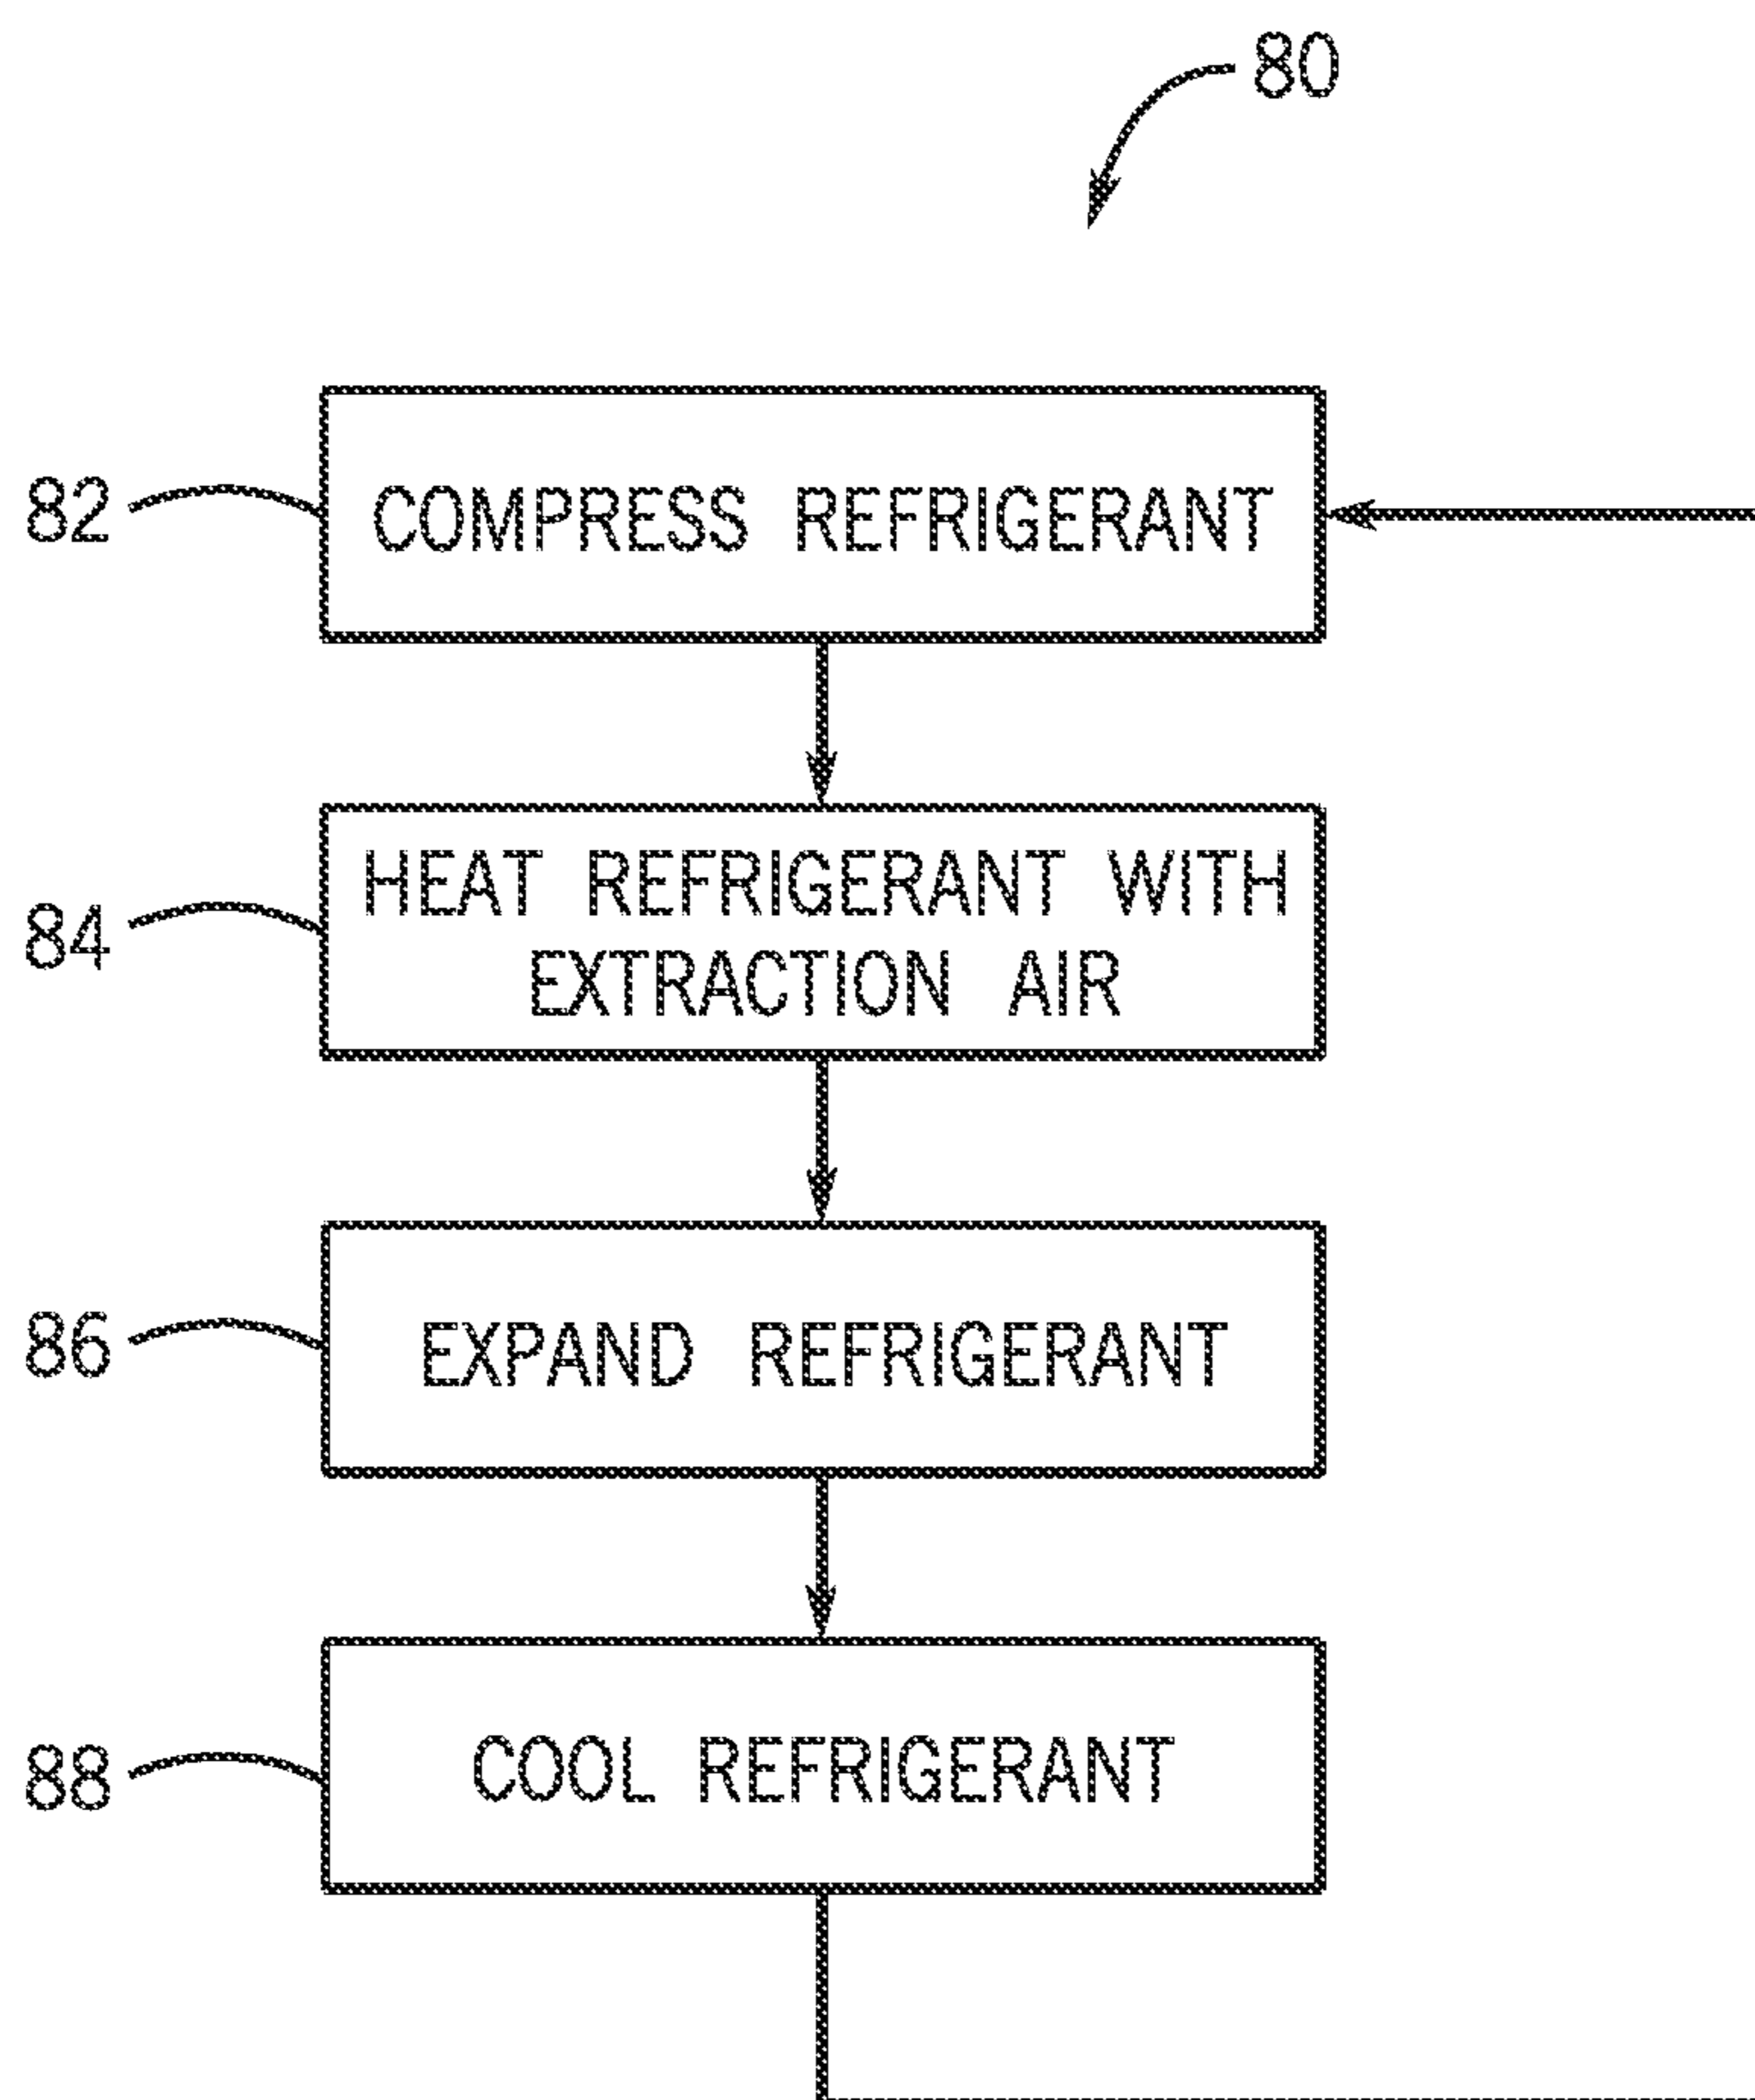 80
82
COMPRESS REFRIGERANT
84
HEAT REFRIGERANT WITH
EXTRACTION AIR
86
EXPAND REFRIGERANT
88
COOL REFRIGERANT